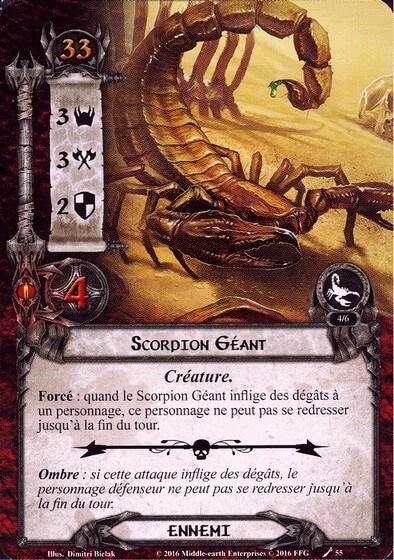 33
3
3
2
4
4/6
Scorpion Géant
Créature.
Forcé : quand le Scorpion Géant inflige des dégâts à
un personnage, ce personnage ne peut pas se redresser
jusqu'à la fin du tour.
Ombre : si cette attaque inflige des dégâts, le
personnage défenseur ne peut pas se redresser jusqu'à
la fin du tour.
ENNEMI
Illus. Dimitri Bielak © 2016 Middle-earth Enterprises © 2016 FFG 55